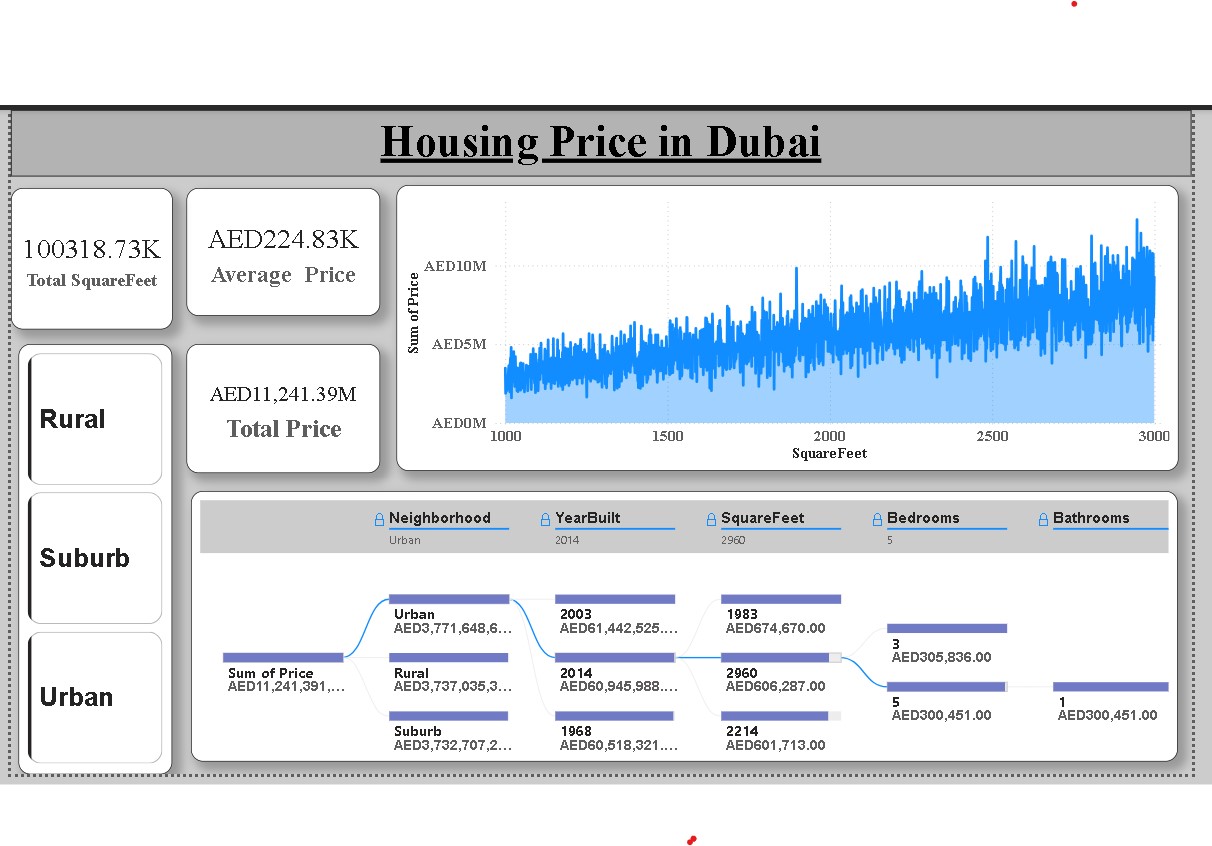 Housing Price in Dubai
100318.73K
Total SquareFeet
AED224.83K
Average Price
AED11,241.39M
Total Price
Rural
Suburb
Urban
Sum of Price
AED10M
AED5M
AED0M
1000 1500 2000 2500 3000
SquareFeet
Neighborhood YearBuilt SquareFeet Bedrooms Bathrooms
Urban 2014 2960 5
Sum of Price
AED11,241,391,...
Urban
AED3,771,648,6...
Rural
AED3,737,035,3...
Suburb
AED3,732,707,2...
2003
AED61,442,525....
2014
AED60,945,988....
1968
AED60,518,321....
1983
AED674,670.00
2960
AED606,287.00
2214
AED601,713.00
3
AED305,836.00
5
AED300,451.00
1
AED300,451.00